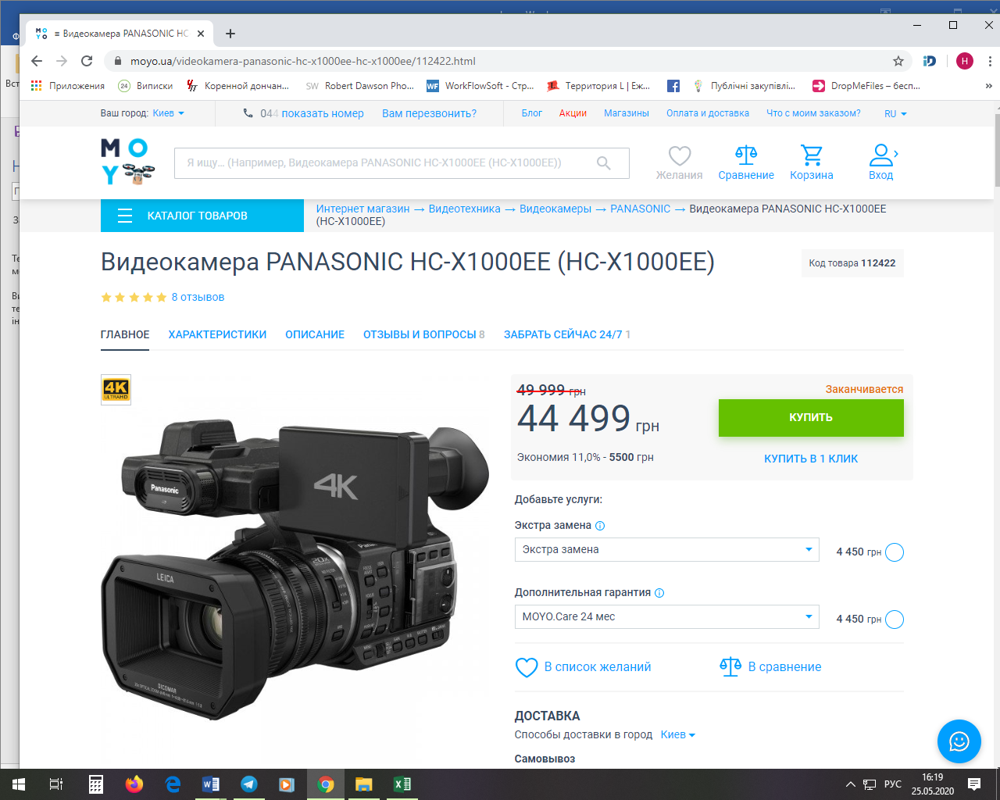 ≡ Видеокамера PANASONIC HC
moyo.ua/videokamera-panasonic-hc-x1000ee-hc-x1000ee/112422.html
Н
Приложения
24 Виписки
Коренной дончан...
SW Robert Dawson Pho...
WF WorkFlowSoft - Стр...
Территория L | Еж...
Публічні закупівлі...
DropMeFiles – бесп...
»
Ваш город: Киев
044 показать номер
Вам перезвонить?
Блог
Акции
Магазины
Оплата и доставка
Что с моим заказом?
RU
MOY
Я ищу... (Например, Видеокамера PANASONIC HC-X1000EE (HC-X1000EE))
Желания
Сравнение
Корзина
Вход
КАТАЛОГ ТОВАРОВ
Интернет магазин → Видеотехника → Видеокамеры → PANASONIC → Видеокамера PANASONIC HC-X1000EE
(HC-X1000EE)
Видеокамера PANASONIC HC-X1000EE (HC-X1000EE)
Код товара 112422
8 отзывов
ГЛАВНОЕ
ХАРАКТЕРИСТИКИ
ОПИСАНИЕ
ОТЗЫВЫ И ВОПРОСЫ 8
ЗАБРАТЬ СЕЙЧАС 24/7 1
4K
ULTRA HD
Panasonic
4K
20x
LEICA
DICOMAR
49 999 грн
Заканчивается
44 499 грн
КУПИТЬ
Экономия 11,0% - 5500 грн
КУПИТЬ В 1 КЛИК
Добавьте услуги:
Экстра замена
Экстра замена
4 450 грн
Дополнительная гарантия
MOYO.Care 24 мес
4 450 грн
В список желаний
В сравнение
ДОСТАВКА
Способы доставки в город Киев
Самовывоз
РУС
16:19
25.05.2020